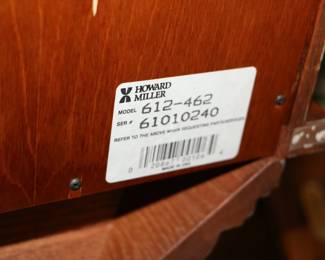 HOWARD
MILLER
MODEL 612-462
SER # 61010240
REFER TO THE ABOVE WHEN REQUESTING PARTS/SERVICE
MADE IN USA